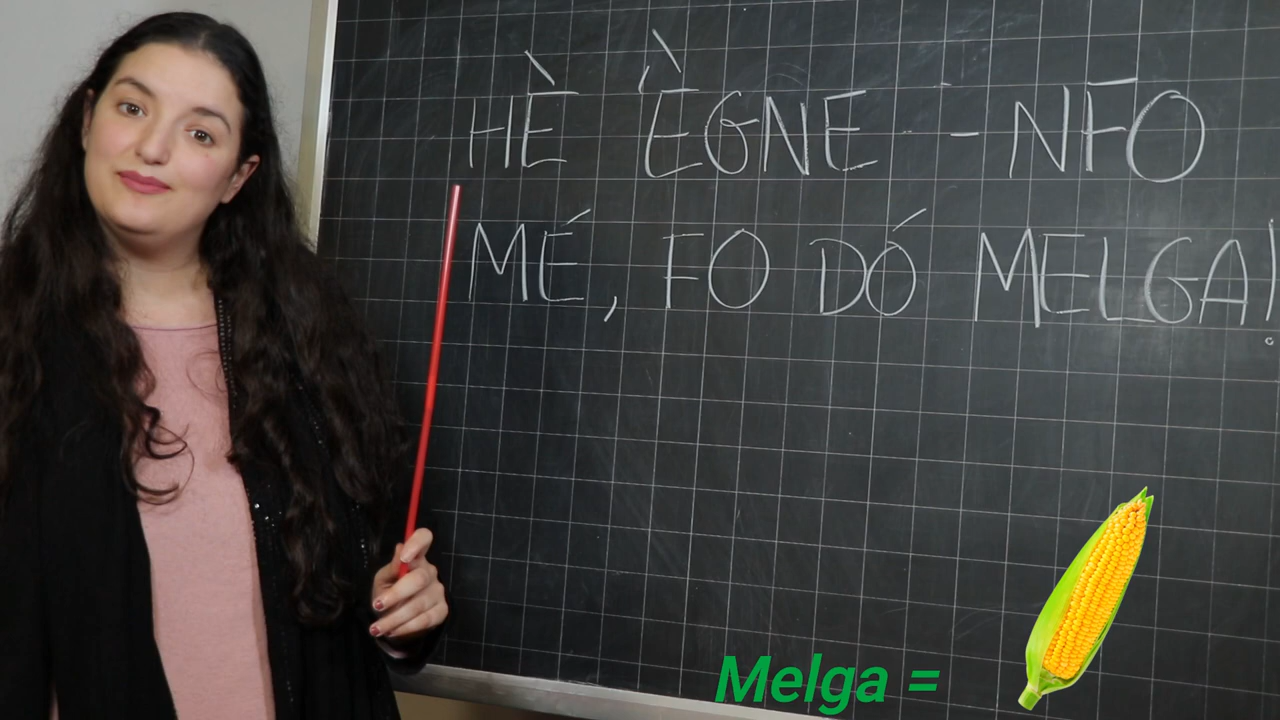 HÈ ÈGNE - NFO
MÉ, FO DÓ MELGA!
Melga =